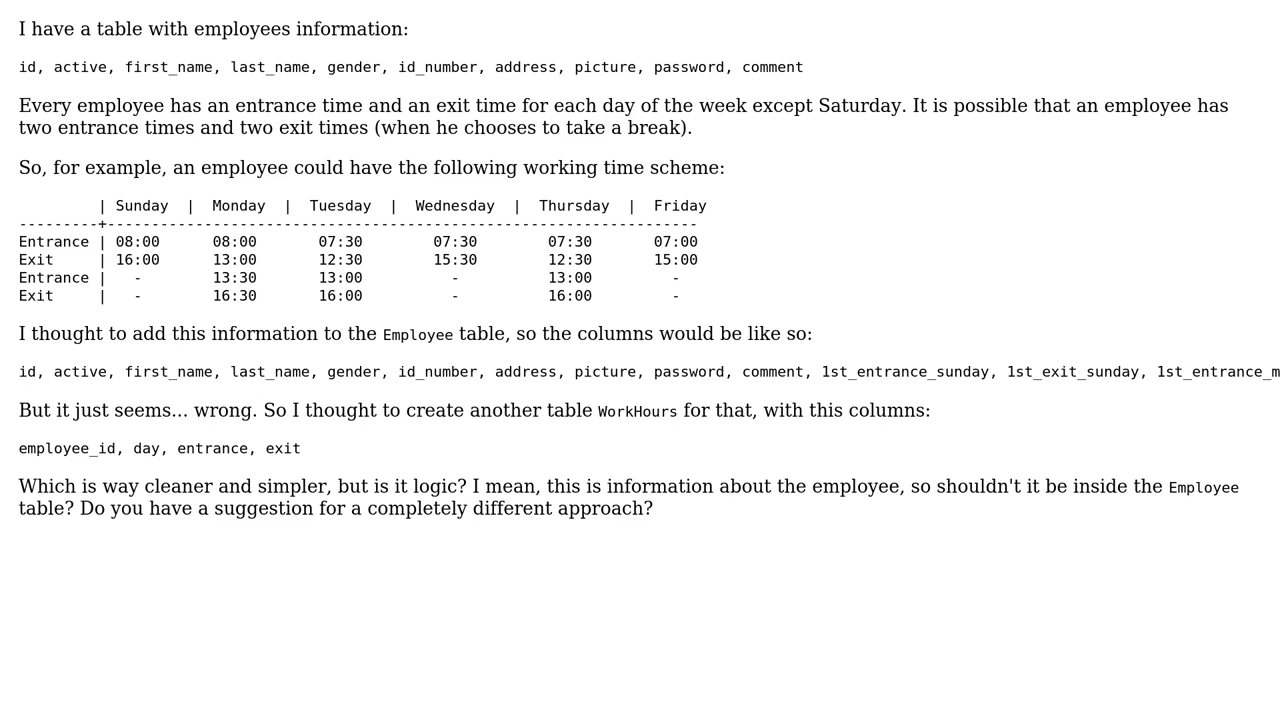 I have a table with employees information:
id, active, first_name, last_name, gender, id_number, address, picture, password, comment
Every employee has an entrance time and an exit time for each day of the week except Saturday. It is possible that an employee has
two entrance times and two exit times (when he chooses to take a break).
So, for example, an employee could have the following working time scheme:
         | Sunday  |  Monday  |  Tuesday  |  Wednesday  |  Thursday  |  Friday
---------+-------------------------------------------------------------------
Entrance | 08:00      08:00       07:30        07:30        07:30       07:00
Exit     | 16:00      13:00       12:30        15:30        12:30       15:00
Entrance |   -        13:30       13:00          -          13:00         -
Exit     |   -        16:30       16:00          -          16:00         -
I thought to add this information to the Employee table, so the columns would be like so:
id, active, first_name, last_name, gender, id_number, address, picture, password, comment, 1st_entrance_sunday, 1st_exit_sunday, 1st_entrance_m
But it just seems... wrong. So I thought to create another table WorkHours for that, with this columns:
employee_id, day, entrance, exit
Which is way cleaner and simpler, but is it logic? I mean, this is information about the employee, so shouldn't it be inside the Employee
table? Do you have a suggestion for a completely different approach?